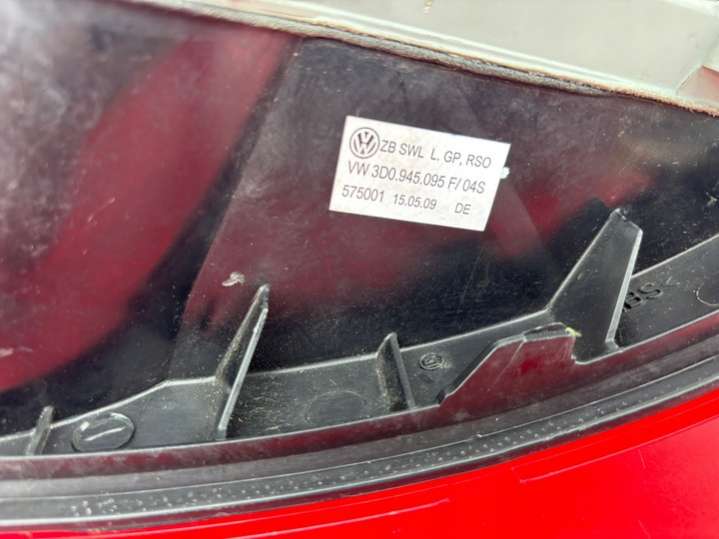 ZB SWL L. GP, RSO
VW 3D0.945.095 F/ 04S
575001 15.05.09 DE